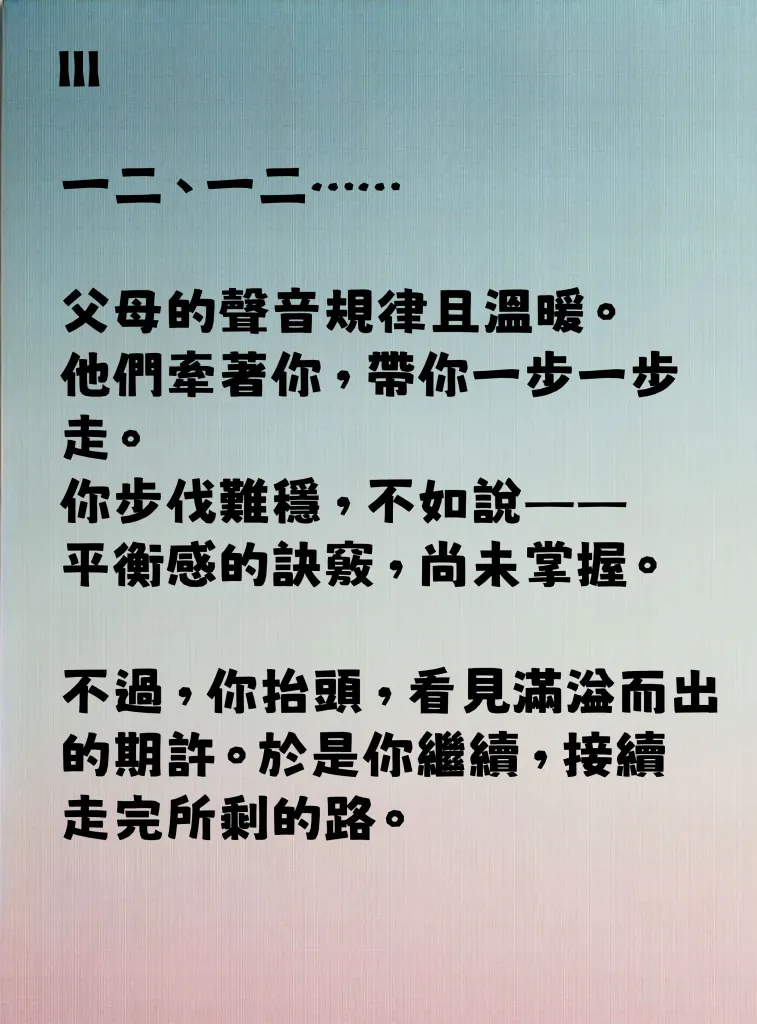 III
一二、一二……
父母的聲音規律且溫暖。
他們牽著你，帶你一步一步
走。
你步伐難穩，不如說——
平衡感的訣竅，尚未掌握。
不過，你抬頭，看見滿溢而出
的期許。於是你繼續，接續
走完所剩的路。